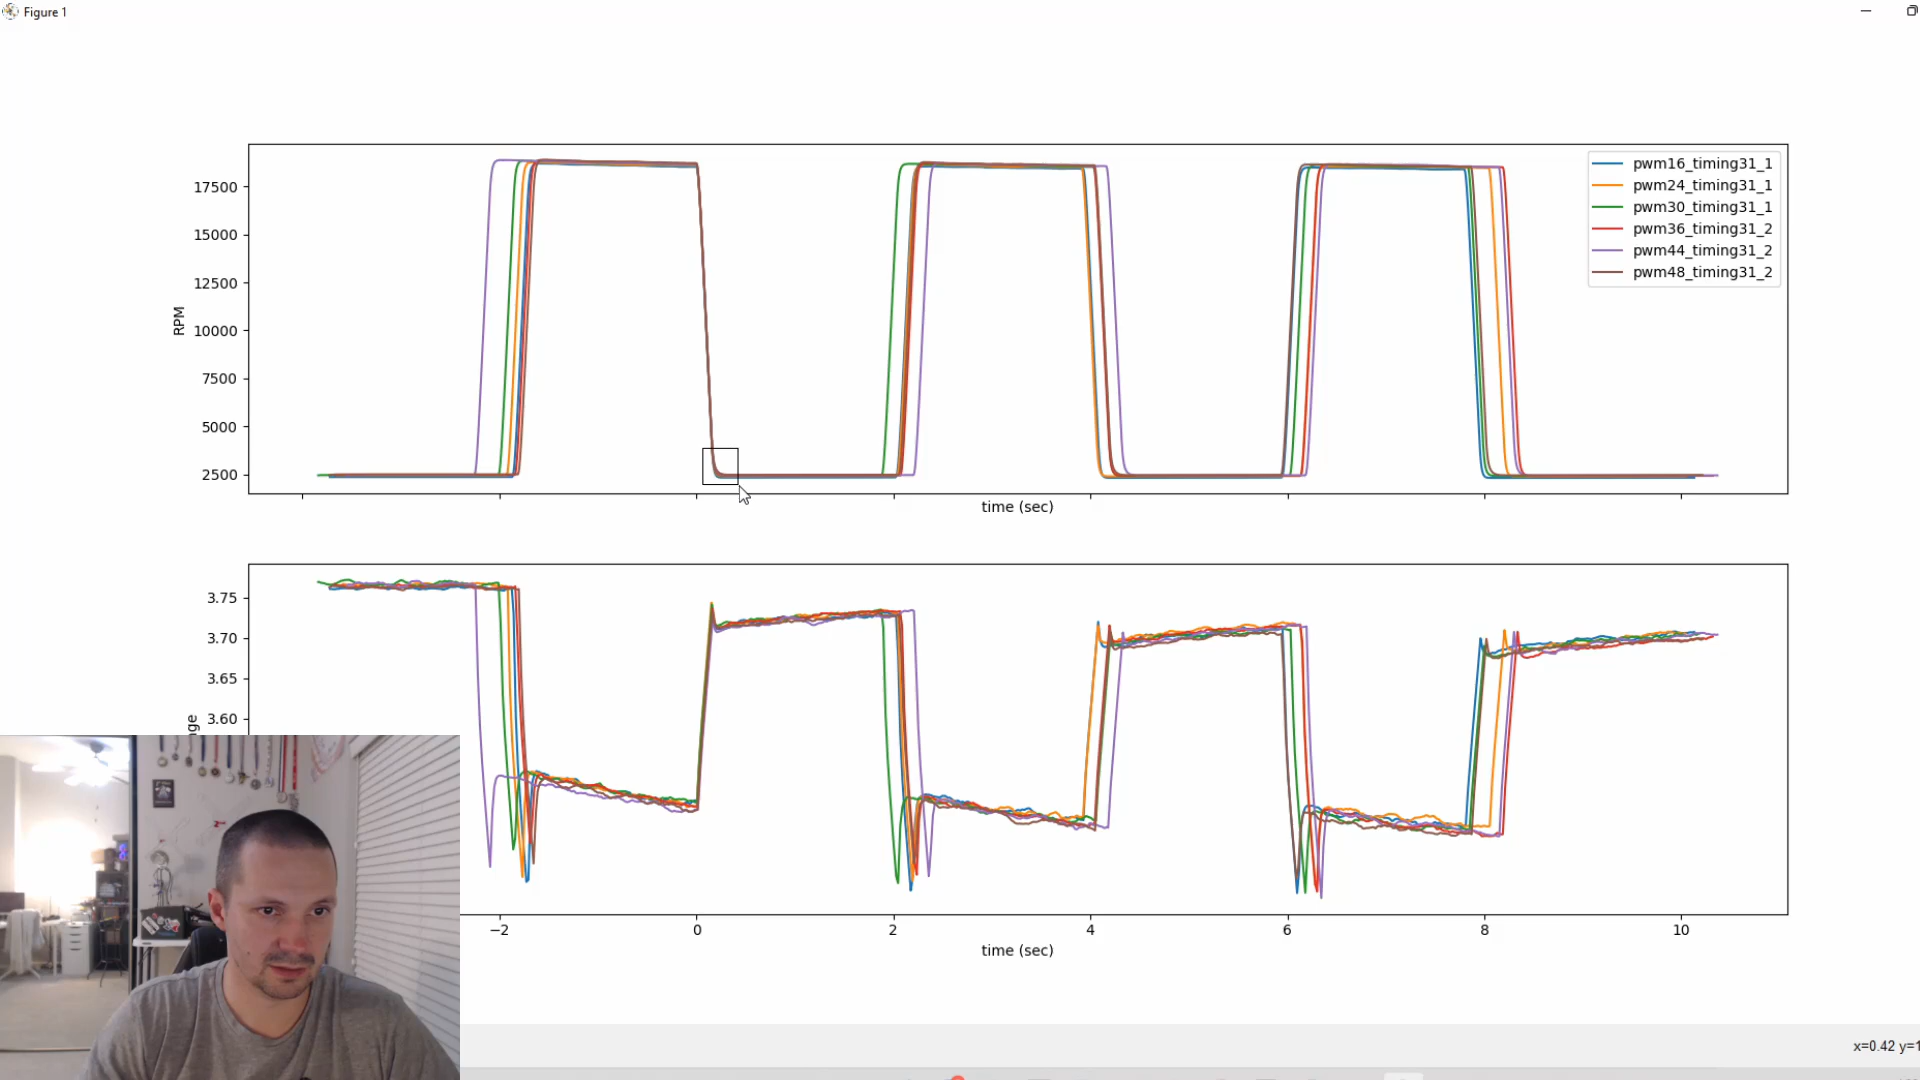 Figure 1
17500
15000
12500
10000
7500
5000
2500
RPM
time (sec)
pwm16_timing31_1
pwm24_timing31_1
pwm30_timing31_1
pwm36_timing31_2
pwm44_timing31_2
pwm48_timing31_2
3.75
3.70
3.65
3.60
−2 0 2 4 6 8 10
time (sec)
x=0.42 y=1